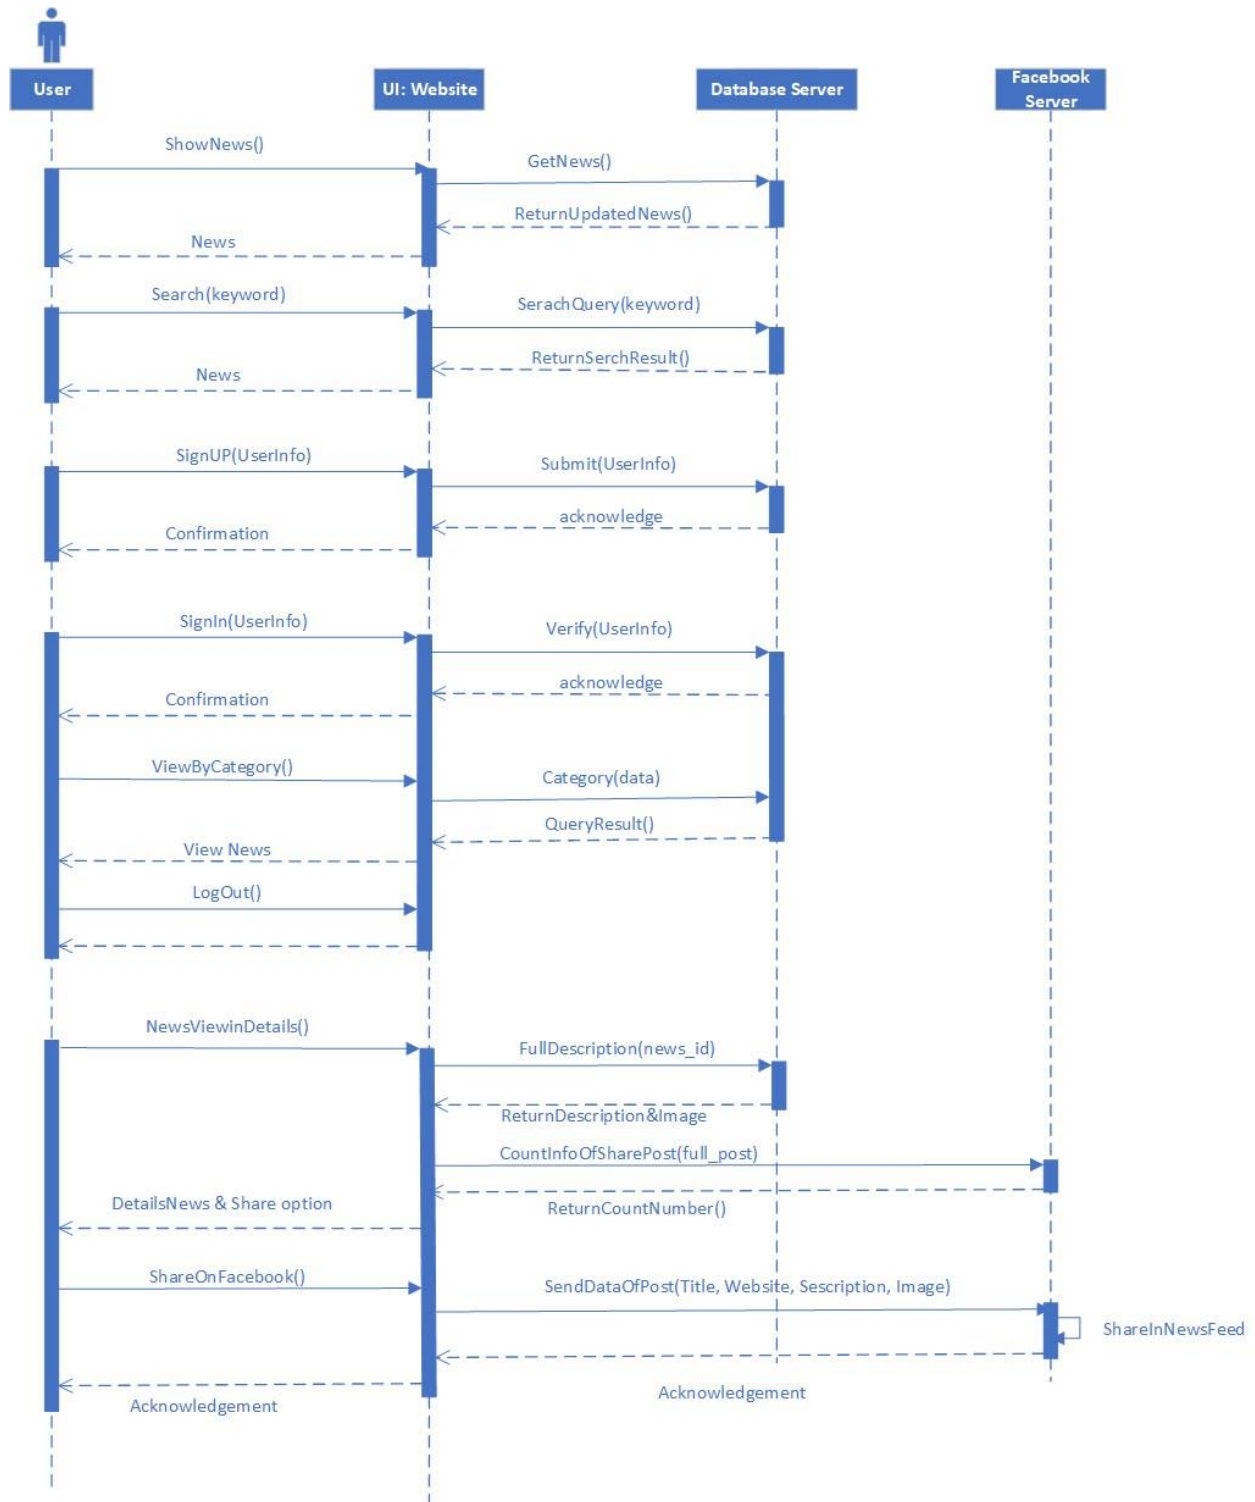 User
UI: Website
Database Server
Facebook
Server
ShowNews()
GetNews()
ReturnUpdatedNews()
News
Search(keyword)
SerachQuery(keyword)
ReturnSerchResult()
News
SignUP(UserInfo)
Submit(UserInfo)
acknowledge
Confirmation
SignIn(UserInfo)
Verify(UserInfo)
acknowledge
Confirmation
ViewByCategory()
Category(data)
QueryResult()
View News
LogOut()
NewsViewinDetails()
FullDescription(news_id)
ReturnDescription&Image
CountInfoOfSharePost(full_post)
DetailsNews & Share option
ReturnCountNumber()
ShareOnFacebook()
SendDataOfPost(Title, Website, Sescription, Image)
ShareInNewsFeed
Acknowledgement
Acknowledgement